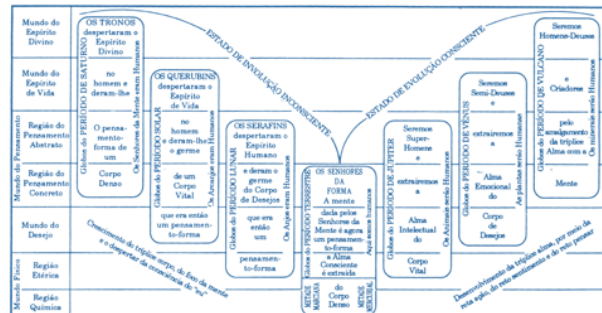 Mundo do
Espírito
Divino
Mundo do
Espírito
de Vida
Mundo do Pensamento
Região do
Pensamento
Abstrato
Região do
Pensamento
Concreto
Mundo do
Desejo
Mundo Físico
Região
Etérica
Região
Química
Globos do PERÍODO DE SATURNO
OS TRONOS
despertaram o
Espírito
Divino
no
homem e
deram-lhe
O pensa-
mento-
forma de
um
Corpo
Denso
Os Senhores da Mente eram Humanos
Globos do PERÍODO SOLAR
OS QUERUBINS
despertaram o
Espírito
de Vida
no
homem
e deram-lhe
o germe
de um
Corpo
Vital
que era então
um pensamen-
to-forma
Os Arcanjos eram Humanos
Globos do PERÍODO LUNAR
OS SERAFINS
despertaram o
Espírito
Humano
e deram o
germe
do Corpo
de Desejos
que era
então um
pensamento-
forma
Os Anjos eram Humanos
ESTADO DE INVOLUÇÃO INCONSCIENTE
ESTADO DE EVOLUÇÃO CONSCIENTE
Globos do PERÍODO TERRESTRE
OS SENHORES
DA
FORMA
A mente
dada pelos
Senhores da
Mente é agora
um pensamen-
to-forma
a Alma
Consciente
é extraída
do
Corpo
Denso
METADE
MARCIANA
METADE
MERCURIAL
Aqui somos humanos
Globos do PERÍODO DE JÚPITER
Seremos
Super-
Homens e
extrairemos
a
Alma
Intelectual
do
Corpo
Vital
Os Animais serão Humanos
Globos do PERÍODO DE VÊNUS
Seremos
Semi-Deuses
e
extrairemos
a
Alma
Emocional
do
Corpo
de
Desejos
As plantas serão Humanas
Globos do PERÍODO DE VULCANO
Seremos
Homens-Deuses
e
Criadores
pelo
amalgamento
da tríplice
Alma com a
Mente
Os minerais serão Humanos
Crescimento do tríplice corpo, do foco da mente
e o despertar da consciência do "eu"
Desenvolvimento da tríplice alma, por meio da
reta ação, do reto sentimento e do reto pensar